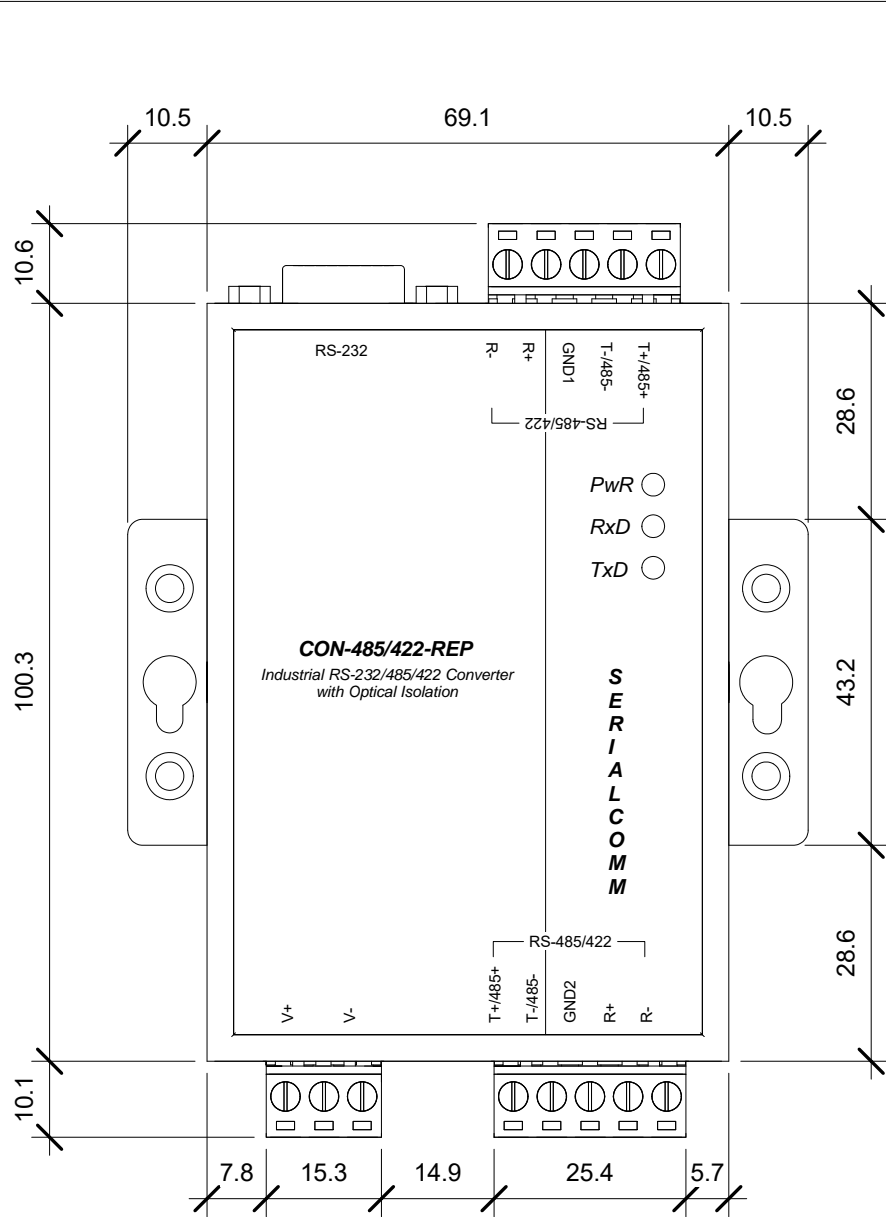 10.5 69.1 10.5
10.6
RS-232
R-
R+
GND1
T-/485-
T+/485+
RS-485/422
28.6
PwR
RxD
TxD
100.3
CON-485/422-REP
Industrial RS-232/485/422 Converter
with Optical Isolation
SERIALCOMM
43.2
RS-485/422
28.6
V+
V-
T+/485+
T-/485-
GND2
R+
R-
10.1
7.8 15.3 14.9 25.4 5.7